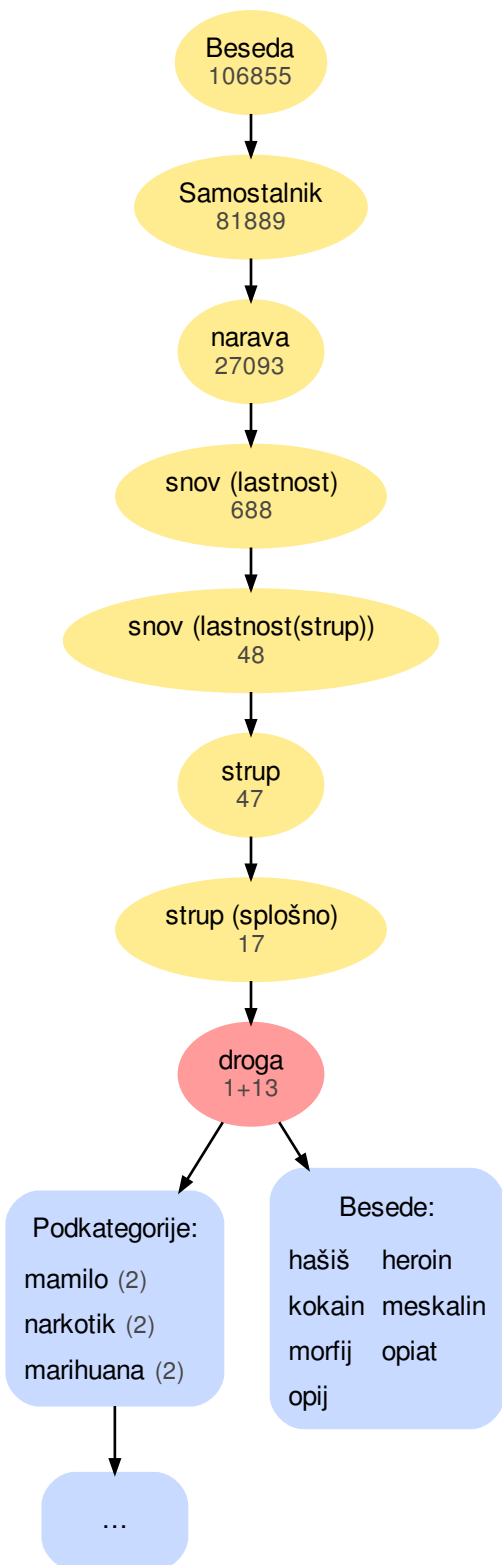 Beseda
106855
Samostalnik
81889
narava
27093
snov (lastnost)
688
snov (lastnost(strup))
48
strup
47
strup (splošno)
17
droga
1+13
Podkategorije:
mamilo (2)
narkotik (2)
marihuana (2)
Besede:
hašiš heroin
kokain meskalin
morfij opiat
opij
...